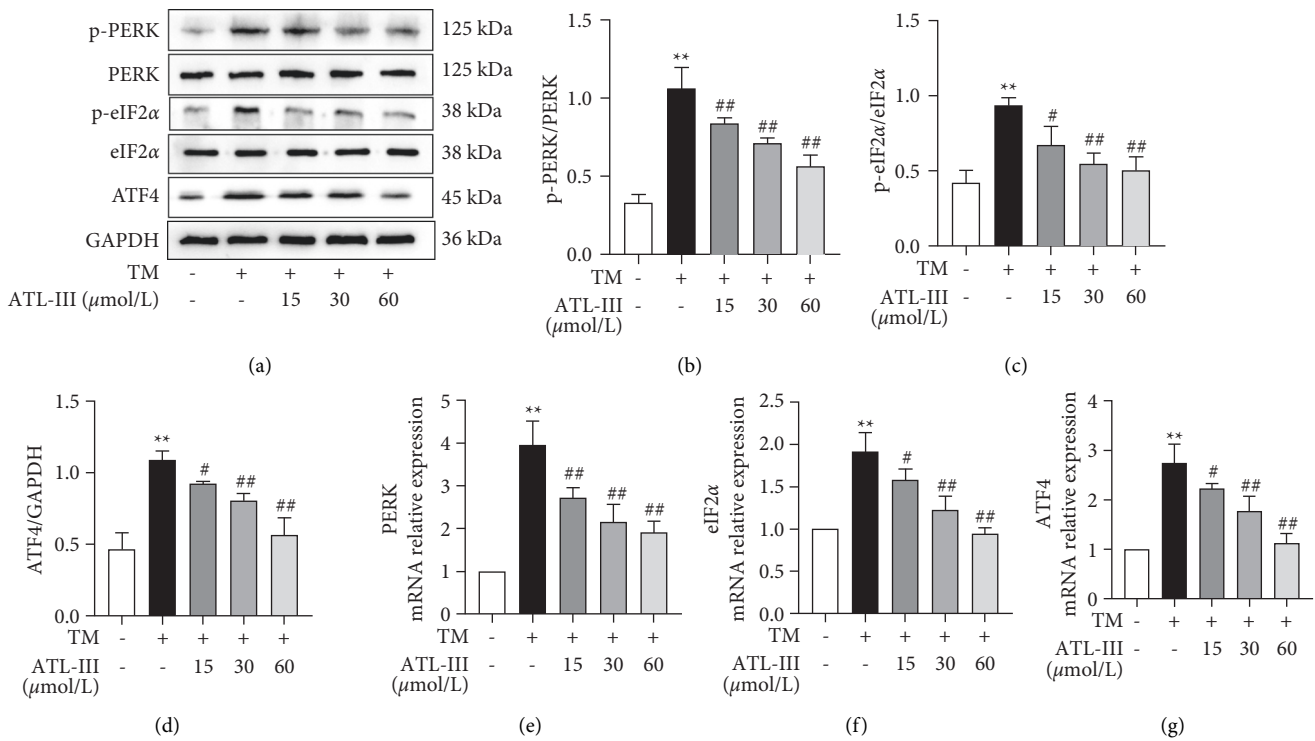 p-PERK 125 kDa
PERK 125 kDa
p-eIF2α 38 kDa
eIF2α 38 kDa
ATF4 45 kDa
GAPDH 36 kDa
TM - + + + +
ATL-III (μmol/L) - - 15 30 60
(a)
p-PERK/PERK
1.5
1.0
0.5
0.0
** ## ## ##
TM - + + + +
ATL-III - - 15 30 60
(μmol/L)
(b)
p-eIF2α/eIF2α
1.5
1.0
0.5
0.0
** # ## ##
TM - + + + +
ATL-III - - 15 30 60
(μmol/L)
(c)
ATF4/GAPDH
1.5
1.0
0.5
0.0
** # ## ##
TM - + + + +
ATL-III - - 15 30 60
(μmol/L)
(d)
PERK
mRNA relative expression
5
4
3
2
1
0
** ## ## ##
TM - + + + +
ATL-III - - 15 30 60
(μmol/L)
(e)
eIF2α
mRNA relative expression
2.5
2.0
1.5
1.0
0.5
0.0
** # ## ##
TM - + + + +
ATL-III - - 15 30 60
(μmol/L)
(f)
ATF4
mRNA relative expression
4
3
2
1
0
** # ## ##
TM - + + + +
ATL-III - - 15 30 60
(μmol/L)
(g)